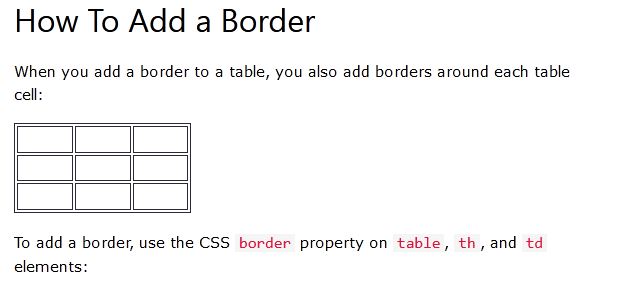 How To Add a Border
When you add a border to a table, you also add borders around each table
cell:
To add a border, use the CSS border property on table, th, and td
elements: